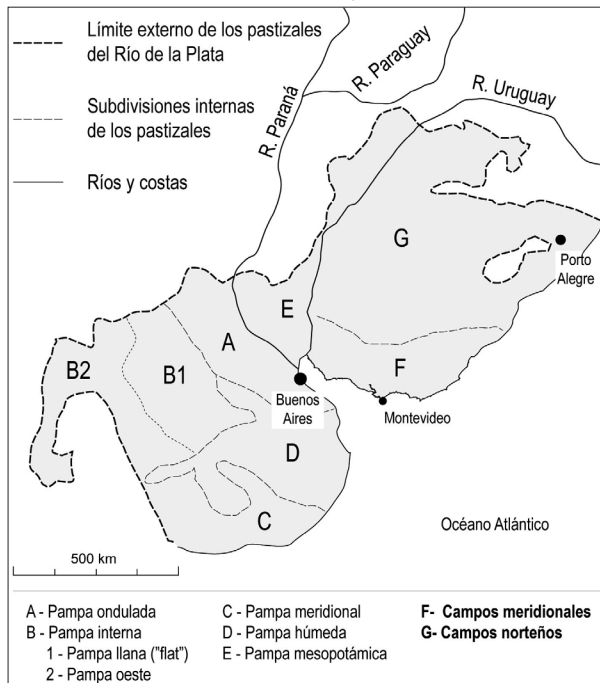 Límite externo de los pastizales
del Río de la Plata
Subdivisiones internas
de los pastizales
Ríos y costas
R. Paraná
R. Paraguay
R. Uruguay
G
Porto
Alegre
E
A
B2
B1
F
Buenos
Aires
Montevideo
D
C
Océano Atlántico
500 km
A - Pampa ondulada
B - Pampa interna
1 - Pampa llana ("flat")
2 - Pampa oeste
C - Pampa meridional
D - Pampa húmeda
E - Pampa mesopotámica
F- Campos meridionales
G- Campos norteños